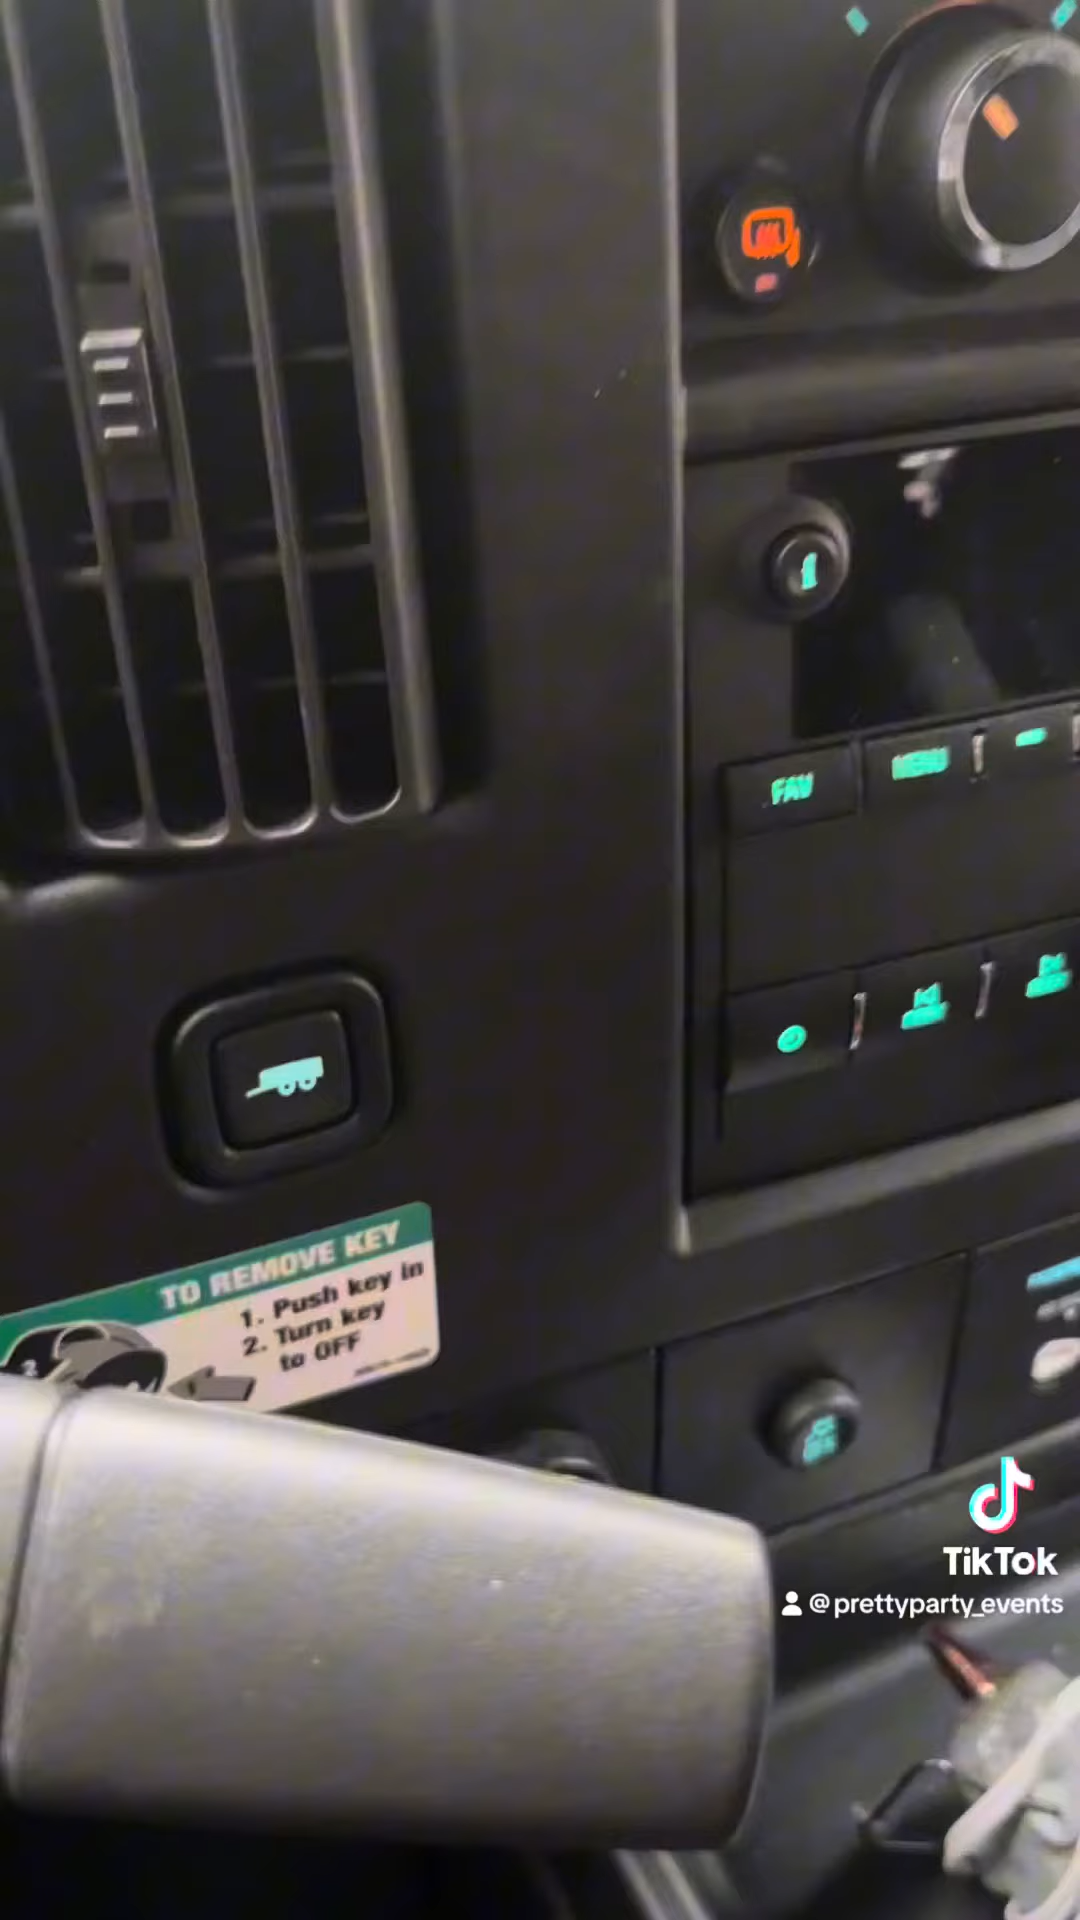 FAV
MENU
TO REMOVE KEY
1. Push key in
2. Turn key
to OFF
TikTok
@prettyparty_events